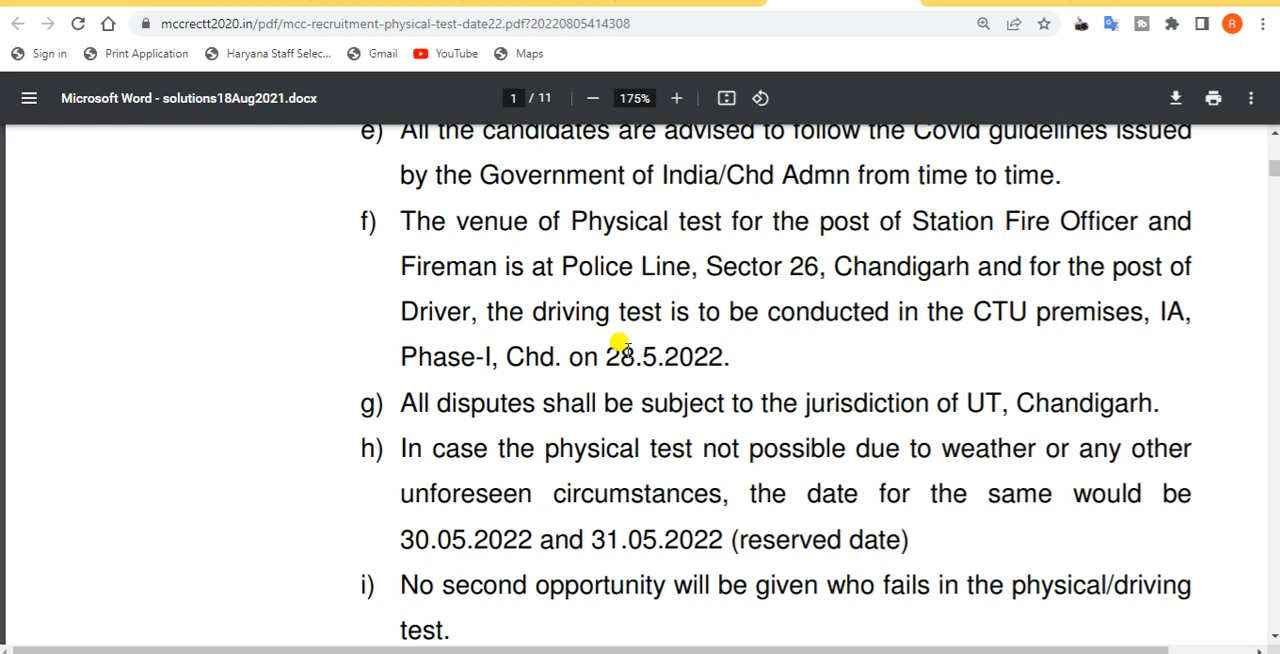 mccrectt2020.in/pdf/mcc-recruitment-physical-test-date22.pdf?20220805414308
R
Sign in Print Application Haryana Staff Selec... Gmail YouTube Maps
Microsoft Word - solutions18Aug2021.docx 1 / 11 175%
e) All the candidates are advised to follow the Covid guidelines issued
by the Government of India/Chd Admn from time to time.
f) The venue of Physical test for the post of Station Fire Officer and
Fireman is at Police Line, Sector 26, Chandigarh and for the post of
Driver, the driving test is to be conducted in the CTU premises, IA,
Phase-I, Chd. on 28.5.2022.
g) All disputes shall be subject to the jurisdiction of UT, Chandigarh.
h) In case the physical test not possible due to weather or any other
unforeseen circumstances, the date for the same would be
30.05.2022 and 31.05.2022 (reserved date)
i) No second opportunity will be given who fails in the physical/driving
test.